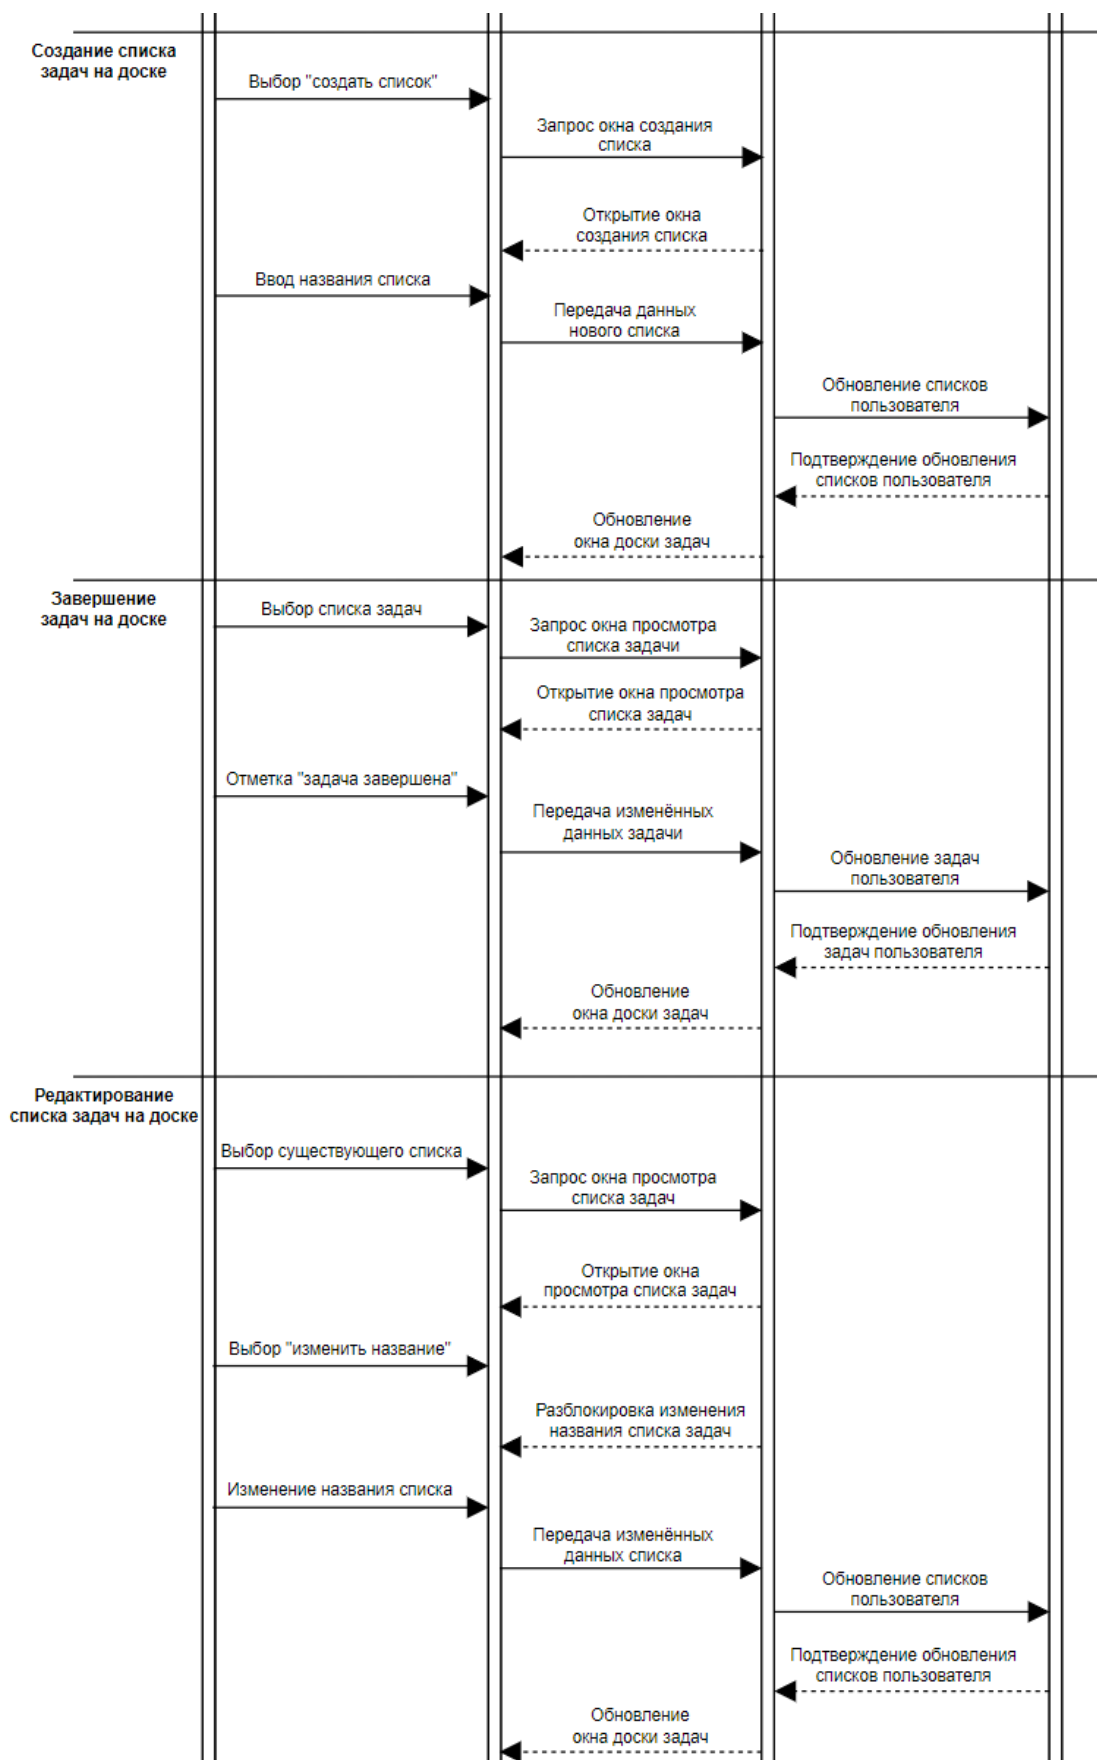 Создание списка
задач на доске
Выбор "создать список"
Запрос окна создания
списка
Открытие окна
создания списка
Ввод названия списка
Передача данных
нового списка
Обновление списков
пользователя
Подтверждение обновления
списков пользователя
Обновление
окна доски задач
Завершение
задач на доске
Выбор списка задач
Запрос окна просмотра
списка задачи
Открытие окна просмотра
списка задач
Отметка "задача завершена"
Передача изменённых
данных задачи
Обновление задач
пользователя
Подтверждение обновления
задач пользователя
Обновление
окна доски задач
Редактирование
списка задач на доске
Выбор существующего списка
Запрос окна просмотра
списка задач
Открытие окна
просмотра списка задач
Выбор "изменить название"
Разблокировка изменения
названия списка задач
Изменение названия списка
Передача изменённых
данных списка
Обновление списков
пользователя
Подтверждение обновления
списков пользователя
Обновление
окна доски задач